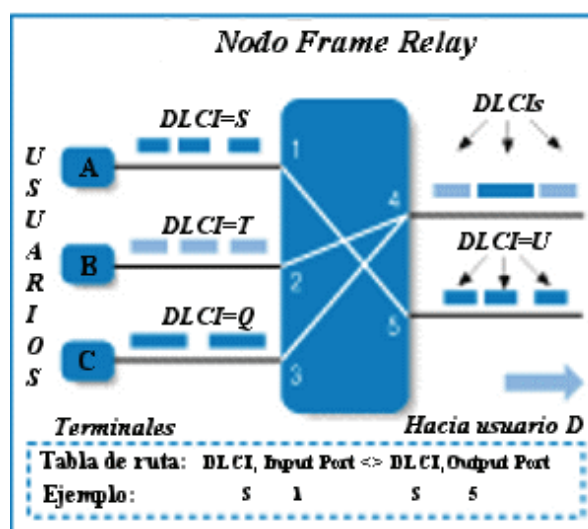 Nodo Frame Relay
USUARIOS
DLCI=S
A
1
DLCI=T
B
2
DLCI=Q
C
3
DLCIs
4
DLCI=U
5
Terminales
Hacia usuario D
Tabla de ruta: DLCI, Input Port <> DLCI, Output Port
Ejemplo: S 1 S 5